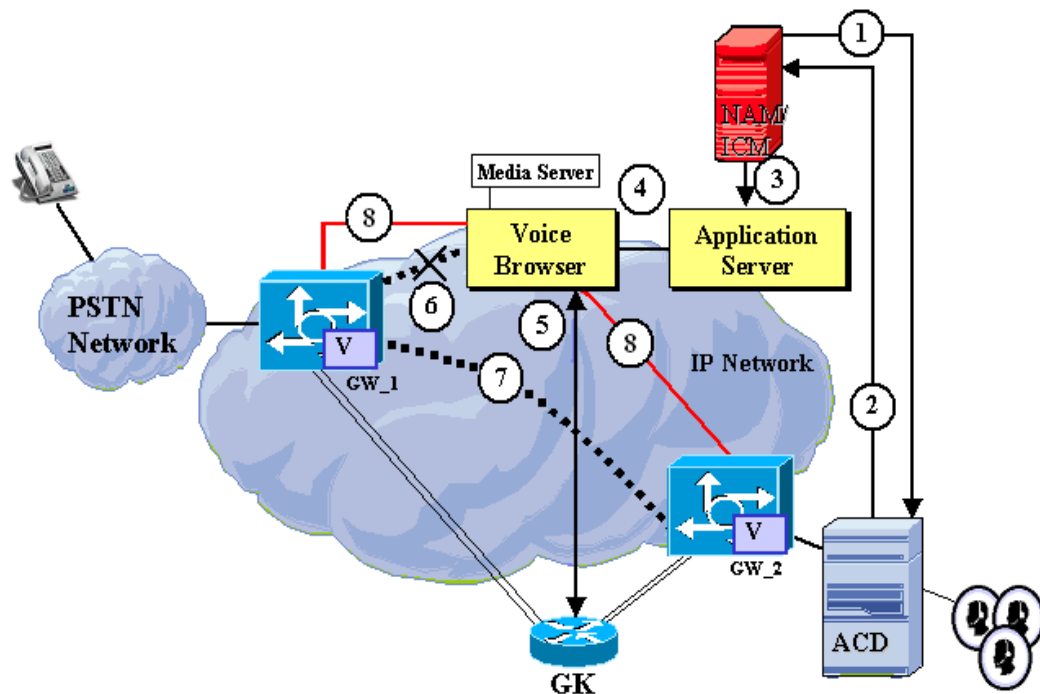 1
NAM/
ICM
Media Server
4
3
8
Voice
Browser
Application
Server
PSTN
Network
6
5
V
GW_1
7
8
IP Network
2
V
GW_2
ACD
GK